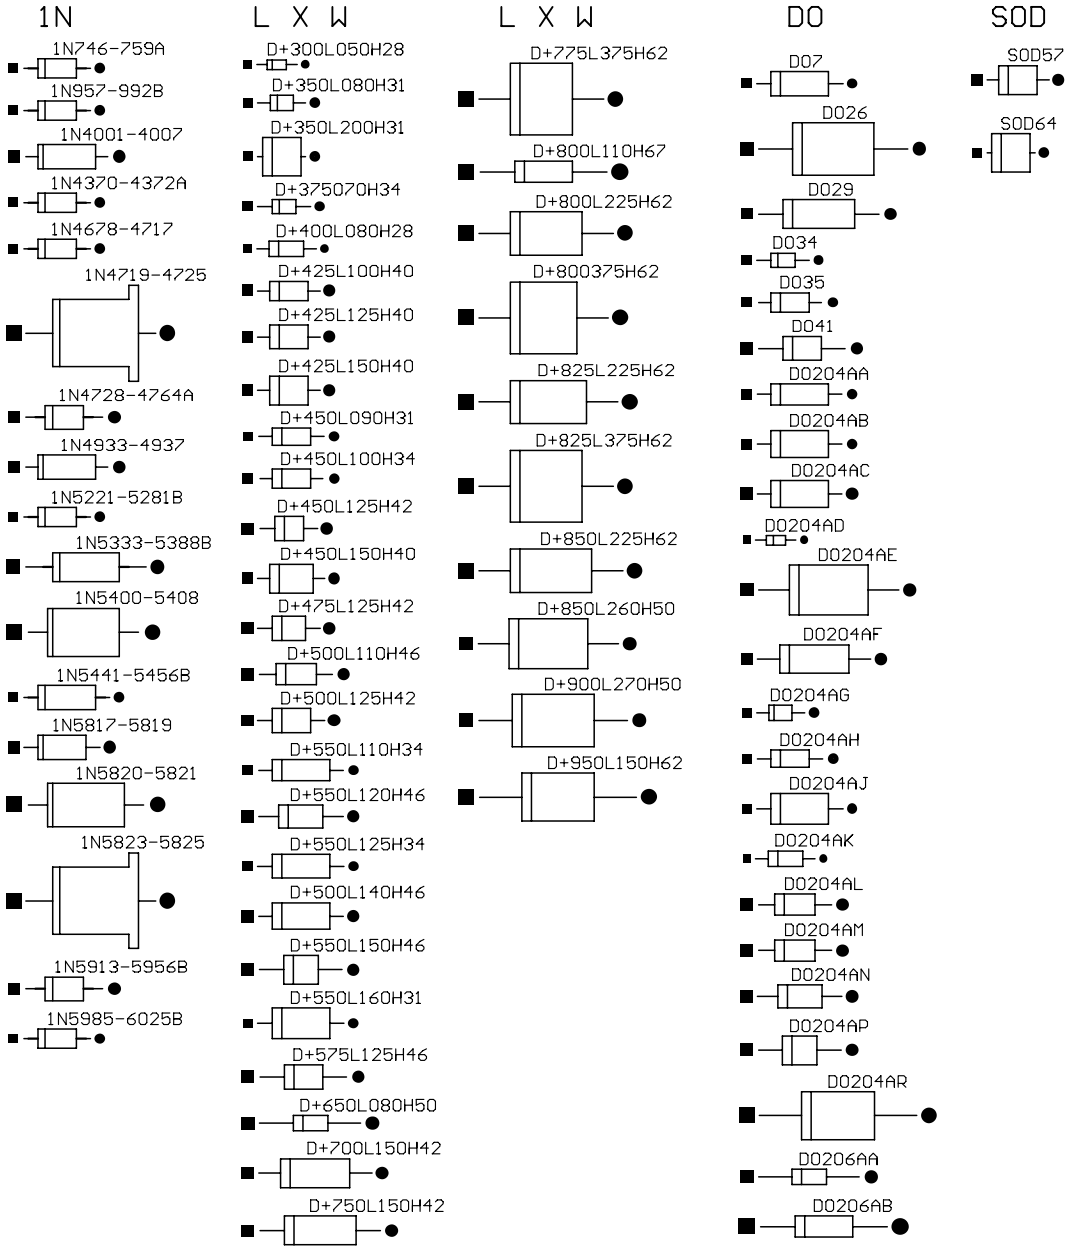 1N
1N746-759A
1N957-992B
1N4001-4007
1N4370-4372A
1N4678-4717
1N4719-4725
1N4728-4764A
1N4933-4937
1N5221-5281B
1N5333-5388B
1N5400-5408
1N5441-5456B
1N5817-5819
1N5820-5821
1N5823-5825
1N5913-5956B
1N5985-6025B
L X W
D+300L050H28
D+350L080H31
D+350L200H31
D+375070H34
D+400L080H28
D+425L100H40
D+425L125H40
D+425L150H40
D+450L090H31
D+450L100H34
D+450L125H42
D+450L150H40
D+475L125H42
D+500L110H46
D+500L125H42
D+550L110H34
D+550L120H46
D+550L125H34
D+500L140H46
D+550L150H46
D+550L160H31
D+575L125H46
D+650L080H50
D+700L150H42
D+750L150H42
L X W
D+775L375H62
D+800L110H67
D+800L225H62
D+800375H62
D+825L225H62
D+825L375H62
D+850L225H62
D+850L260H50
D+900L270H50
D+950L150H62
DO
DO7
DO26
DO29
DO34
DO35
DO41
DO204AA
DO204AB
DO204AC
DO204AD
DO204AE
DO204AF
DO204AG
DO204AH
DO204AJ
DO204AK
DO204AL
DO204AM
DO204AN
DO204AP
DO204AR
DO206AA
DO206AB
SOD
SOD57
SOD64